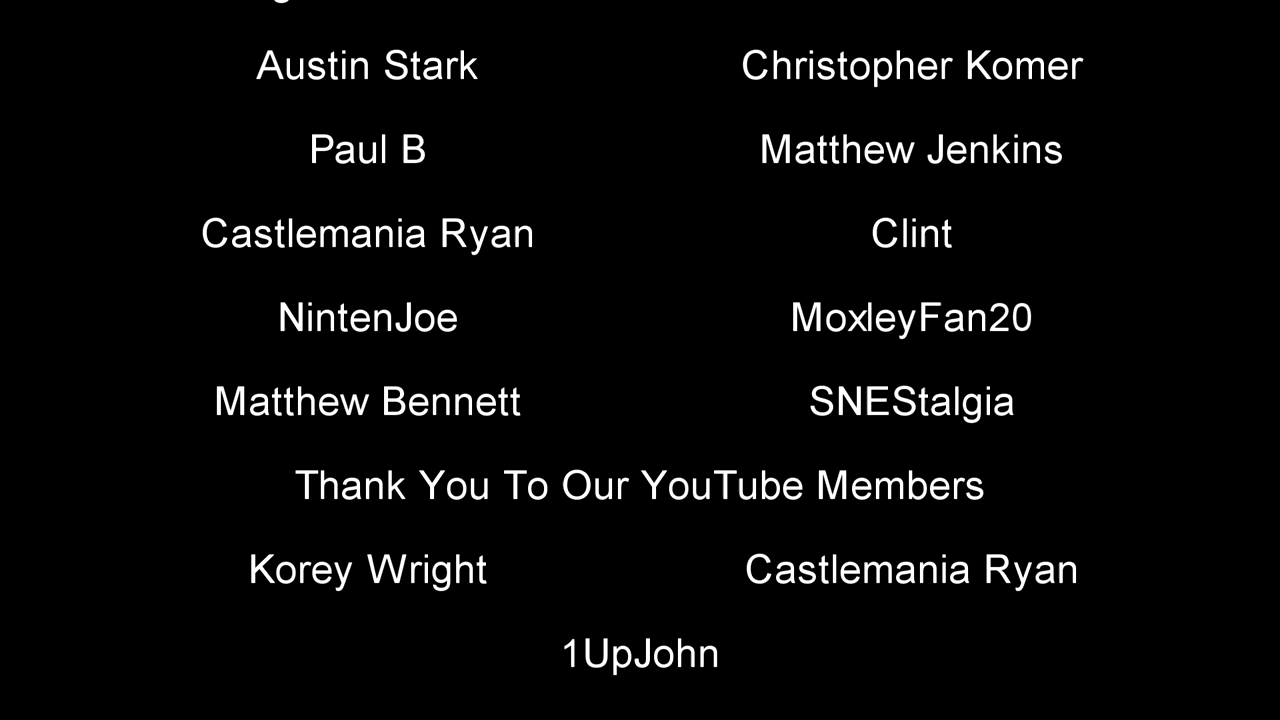 Austin Stark Christopher Komer
Paul B Matthew Jenkins
Castlemania Ryan Clint
NintenJoe MoxleyFan20
Matthew Bennett SNEStalgia
Thank You To Our YouTube Members
Korey Wright Castlemania Ryan
1UpJohn